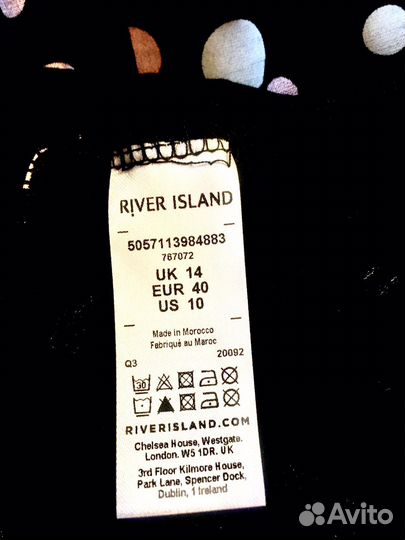 RIVER ISLAND
5057113984883
767072
UK 14
EUR 40
US 10
Made in Morocco
Fabriqué au Maroc
Q3 20092
30
RIVERISLAND.COM
Chelsea House, Westgate.
London. W5 1DR. UK
3rd Floor Kilmore House,
Park Lane, Spencer Dock,
Dublin, 1 Ireland
Avito